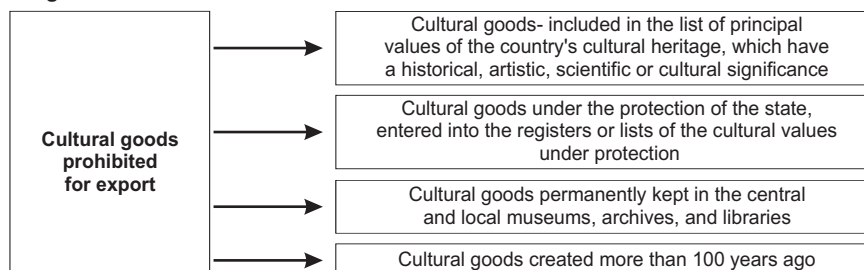 Cultural goods
prohibited
for export
Cultural goods- included in the list of principal
values of the country's cultural heritage, which have
a historical, artistic, scientific or cultural significance
Cultural goods under the protection of the state,
entered into the registers or lists of the cultural values
under protection
Cultural goods permanently kept in the central
and local museums, archives, and libraries
Cultural goods created more than 100 years ago